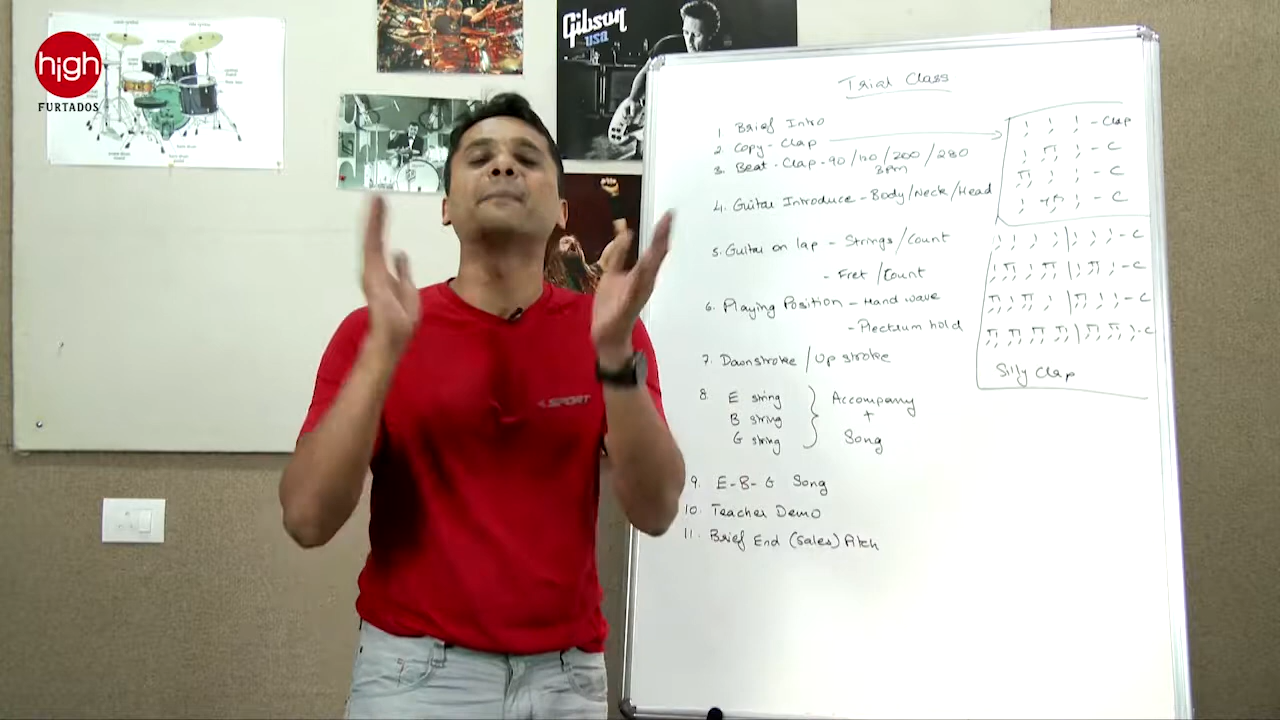 high
FURTADOS
Gibson
USA
SPORT
Trial Class
1 Brief Intro
2 Copy - Clap
3. Beat - Clap - 90/120/200/280
BPM
4. Guitar Introduce - Body/Neck/Head
5. Guitar on lap - Strings/Count
- Fret /Count
6. Playing Position - Hand wave
- Plectrum hold
7. Downstroke / Up stroke
8. E string
B string
G string
Accompany
+
Song
9. E-B-G Song
10. Teacher Demo
11. Brief End (Sales) Pitch
- Clap
- C
- C
- C
- C
- C
- C
- C
Silly Clap